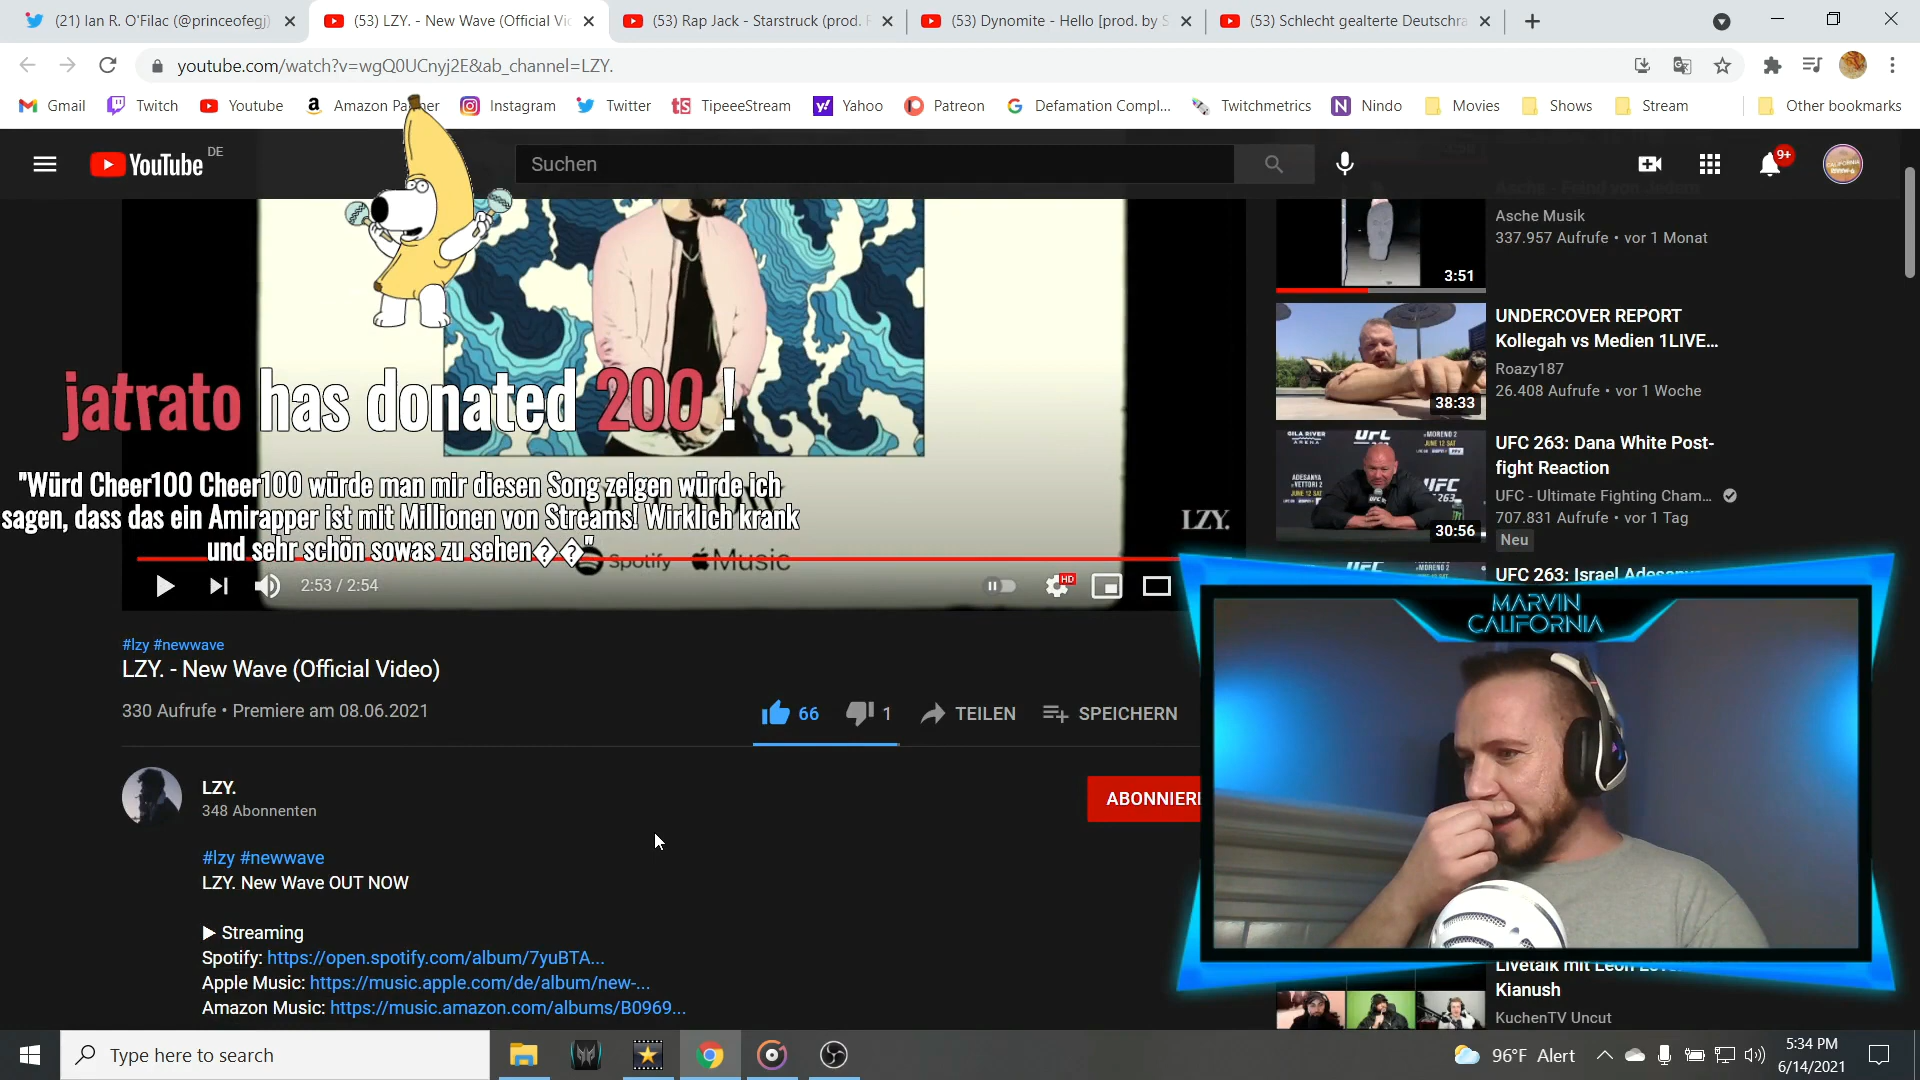 (21) Ian R. O'Filac (@princeofegj)
(53) LZY. - New Wave (Official Vi
(53) Rap Jack - Starstruck (prod.
(53) Dynomite - Hello [prod. by S
(53) Schlecht gealterte Deutschra
youtube.com/watch?v=wgQ0UCnyj2E&ab_channel=LZY.
Gmail
Twitch
Youtube
Instagram
Twitter
TipeeeStream
Yahoo
Patreon
Defamation Compl...
Twitchmetrics
Nindo
Movies
Shows
Stream
Other bookmarks
YouTube DE
Suchen
9+
Asche Musik
337.957 Aufrufe • vor 1 Monat
3:51
UNDERCOVER REPORT
Kollegah vs Medien 1LIVE...
Roazy187
26.408 Aufrufe • vor 1 Woche
38:33
UFC 263: Dana White Post-
fight Reaction
UFC - Ultimate Fighting Cham...
707.831 Aufrufe • vor 1 Tag
30:56
Neu
jatrato has donated 200 !
"Würd Cheer100 Cheer100 würde man mir diesen Song zeigen würde ich
sagen, dass das ein Amirapper ist mit Millionen von Streams! Wirklich krank
und sehr schön sowas zu sehen��"
LZY.
Spotify Music
2:53 / 2:54
HD
MARVIN
CALIFORNIA
#lzy #newwave
LZY. - New Wave (Official Video)
330 Aufrufe • Premiere am 08.06.2021
66
1
TEILEN
SPEICHERN
LZY.
348 Abonnenten
ABONNIER
#lzy #newwave
LZY. New Wave OUT NOW
▶ Streaming
Spotify: https://open.spotify.com/album/7yuBTA...
Apple Music: https://music.apple.com/de/album/new-...
Amazon Music: https://music.amazon.com/albums/B0969...
Kianush
KuchenTV Uncut
Type here to search
96°F Alert
5:34 PM
6/14/2021